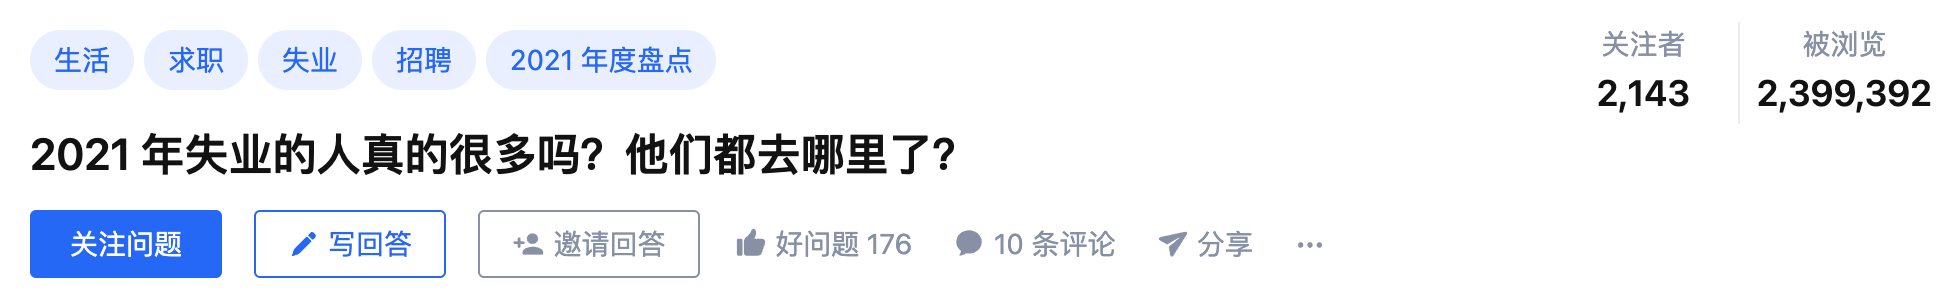 生活 求职 失业 招聘 2021 年度盘点
关注者 被浏览
2,143 2,399,392
2021 年失业的人真的很多吗？他们都去哪里了？
关注问题 写回答 邀请回答 好问题 176 10 条评论 分享 ···